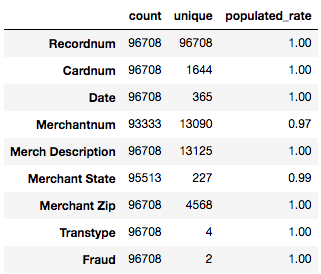 count unique populated_rate
Recordnum 96708 96708 1.00
Cardnum 96708 1644 1.00
Date 96708 365 1.00
Merchantnum 93333 13090 0.97
Merch Description 96708 13125 1.00
Merchant State 95513 227 0.99
Merchant Zip 96708 4568 1.00
Transtype 96708 4 1.00
Fraud 96708 2 1.00